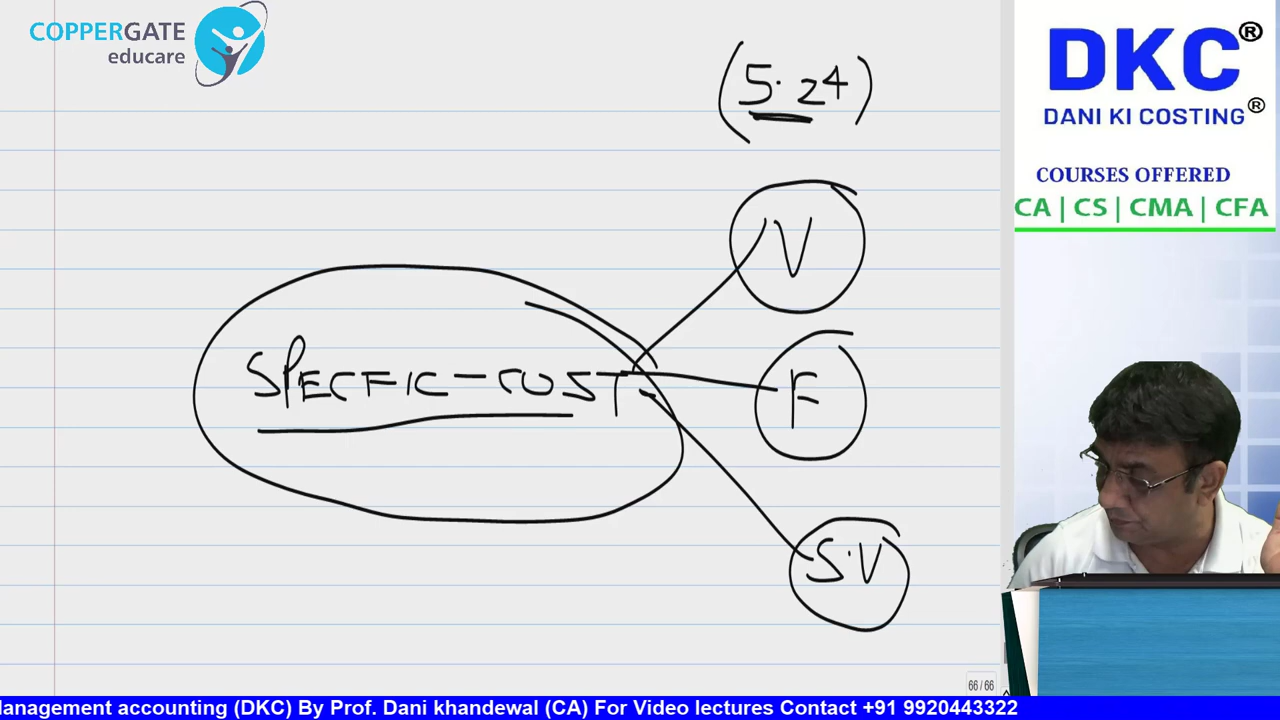 COPPERGATE
educare
(5.24)
V
SPECFIC-COST
F
S.V
66/66
DKC®
DANI KI COSTING®
COURSES OFFERED
CA | CS | CMA | CFA
lanagement accounting (DKC) By Prof. Dani khandewal (CA) For Video lectures Contact +91 9920443322